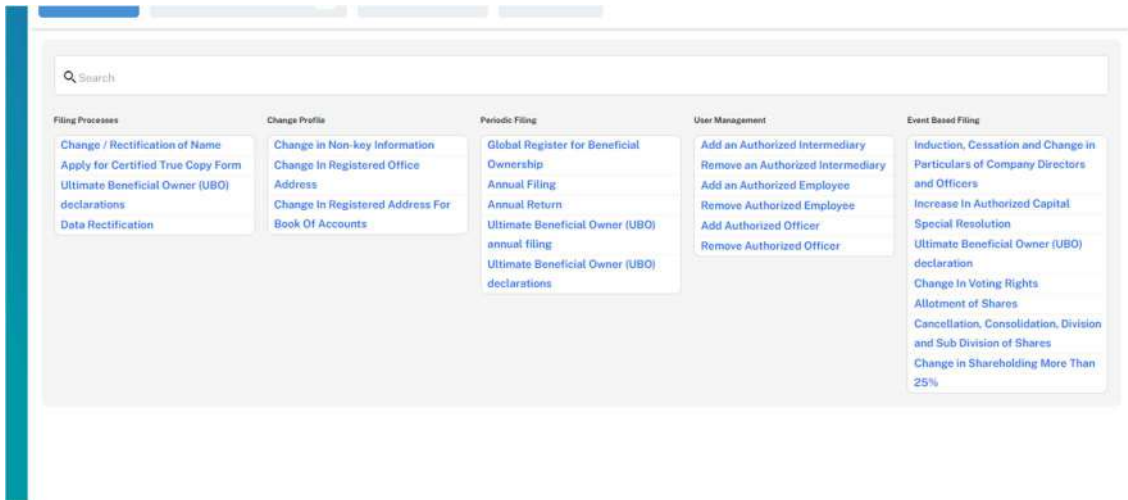 Search
Filing Processes
Change / Rectification of Name
Apply for Certified True Copy Form
Ultimate Beneficial Owner (UBO)
declarations
Data Rectification
Change Profile
Change in Non-key Information
Change In Registered Office
Address
Change In Registered Address For
Book Of Accounts
Periodic Filing
Global Register for Beneficial
Ownership
Annual Filing
Annual Return
Ultimate Beneficial Owner (UBO)
annual filing
Ultimate Beneficial Owner (UBO)
declarations
User Management
Add an Authorized Intermediary
Remove an Authorized Intermediary
Add an Authorized Employee
Remove Authorized Employee
Add Authorized Officer
Remove Authorized Officer
Event Based Filing
Induction, Cessation and Change in
Particulars of Company Directors
and Officers
Increase In Authorized Capital
Special Resolution
Ultimate Beneficial Owner (UBO)
declaration
Change In Voting Rights
Allotment of Shares
Cancellation, Consolidation, Division
and Sub Division of Shares
Change in Shareholding More Than
25%